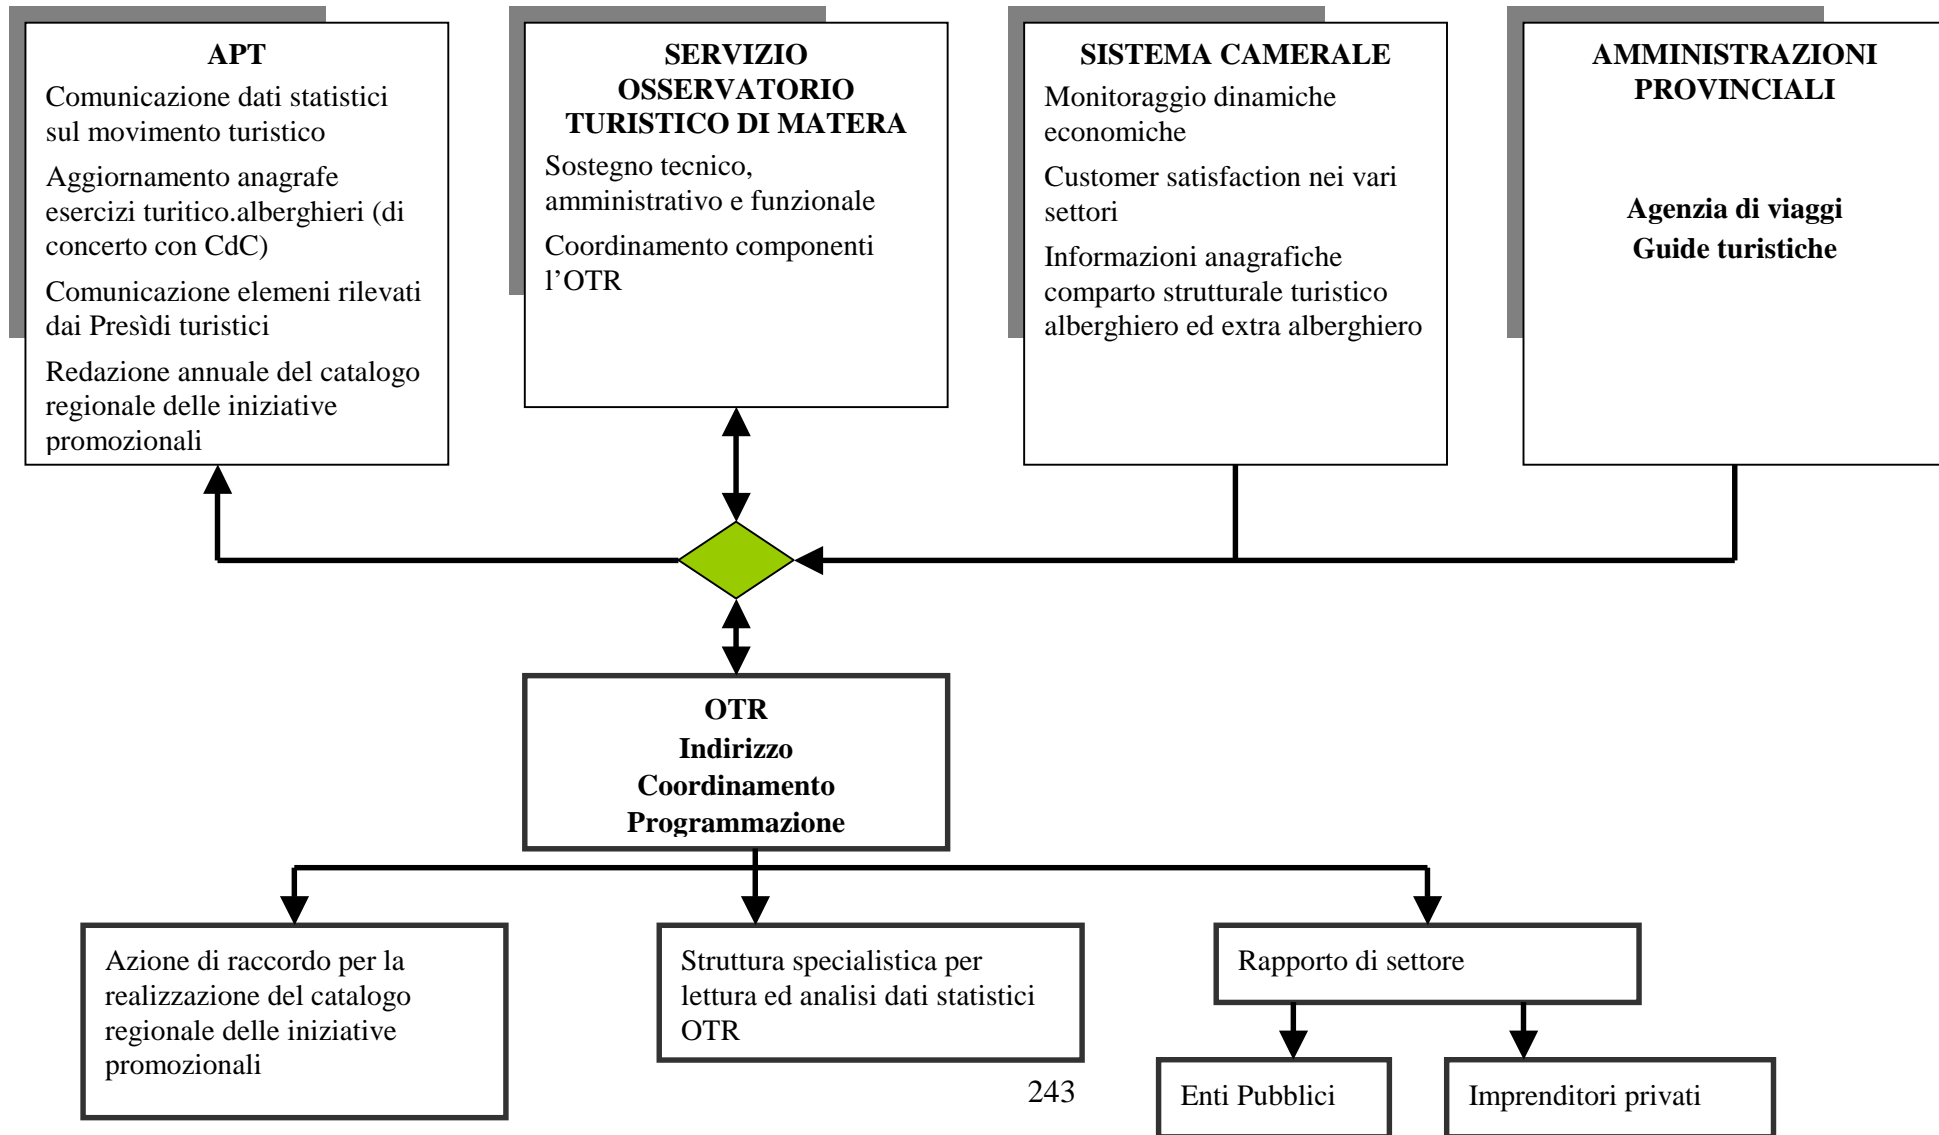 APT
Comunicazione dati statistici
sul movimento turistico
Aggiornamento anagrafe
esercizi turitico.alberghieri (di
concerto con CdC)
Comunicazione elemeni rilevati
dai Presìdi turistici
Redazione annuale del catalogo
regionale delle iniziative
promozionali
SERVIZIO
OSSERVATORIO
TURISTICO DI MATERA
Sostegno tecnico,
amministrativo e funzionale
Coordinamento componenti
l’OTR
SISTEMA CAMERALE
Monitoraggio dinamiche
economiche
Customer satisfaction nei vari
settori
Informazioni anagrafiche
comparto strutturale turistico
alberghiero ed extra alberghiero
AMMINISTRAZIONI
PROVINCIALI
Agenzia di viaggi
Guide turistiche
OTR
Indirizzo
Coordinamento
Programmazione
Azione di raccordo per la
realizzazione del catalogo
regionale delle iniziative
promozionali
Struttura specialistica per
lettura ed analisi dati statistici
OTR
Rapporto di settore
Enti Pubblici
Imprenditori privati
243